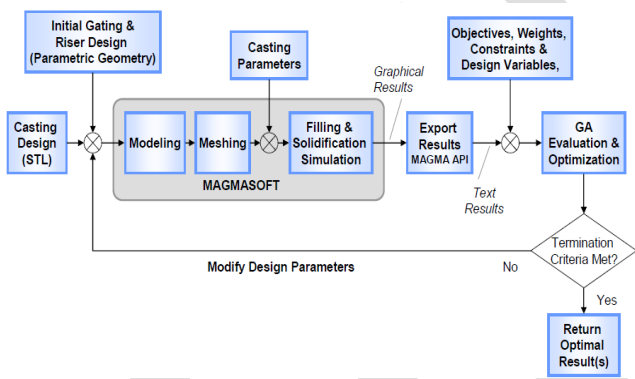 Initial Gating &
Riser Design
(Parametric Geometry)
Casting
Parameters
Objectives, Weights,
Constraints &
Design Variables,
Graphical
Results
Casting
Design
(STL)
Modeling
Meshing
Filling &
Solidification
Simulation
MAGMASOFT
Export
Results
MAGMA API
Text
Results
GA
Evaluation &
Optimization
Termination
Criteria Met?
No
Modify Design Parameters
Yes
Return
Optimal
Result(s)